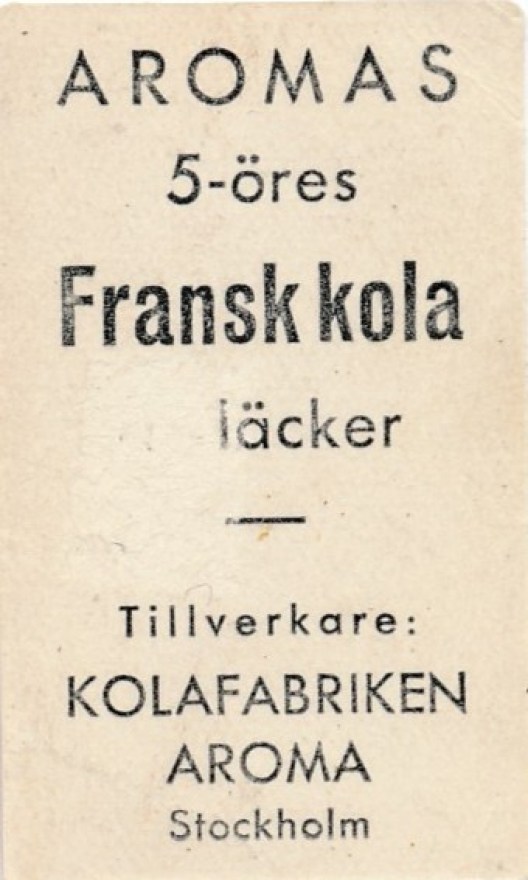 AROMAS
5-öres
Fransk kola
läcker
Tillverkare:
KOLAFABRIKEN
AROMA
Stockholm